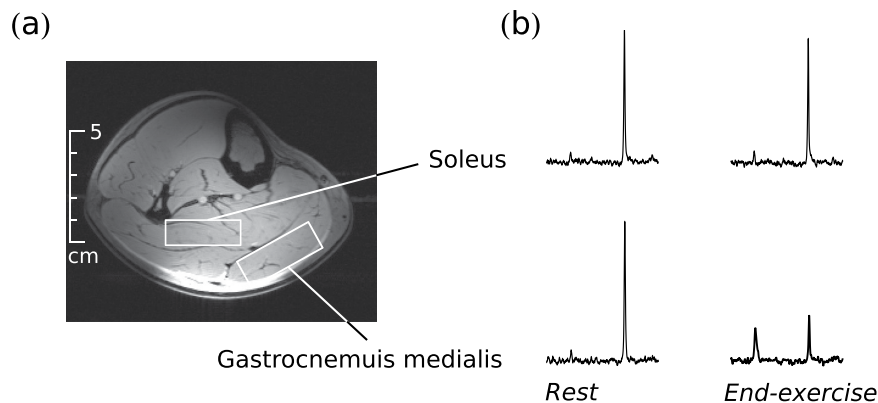 (a)
(b)
5
Soleus
cm
Gastrocnemuis medialis
Rest
End-exercise